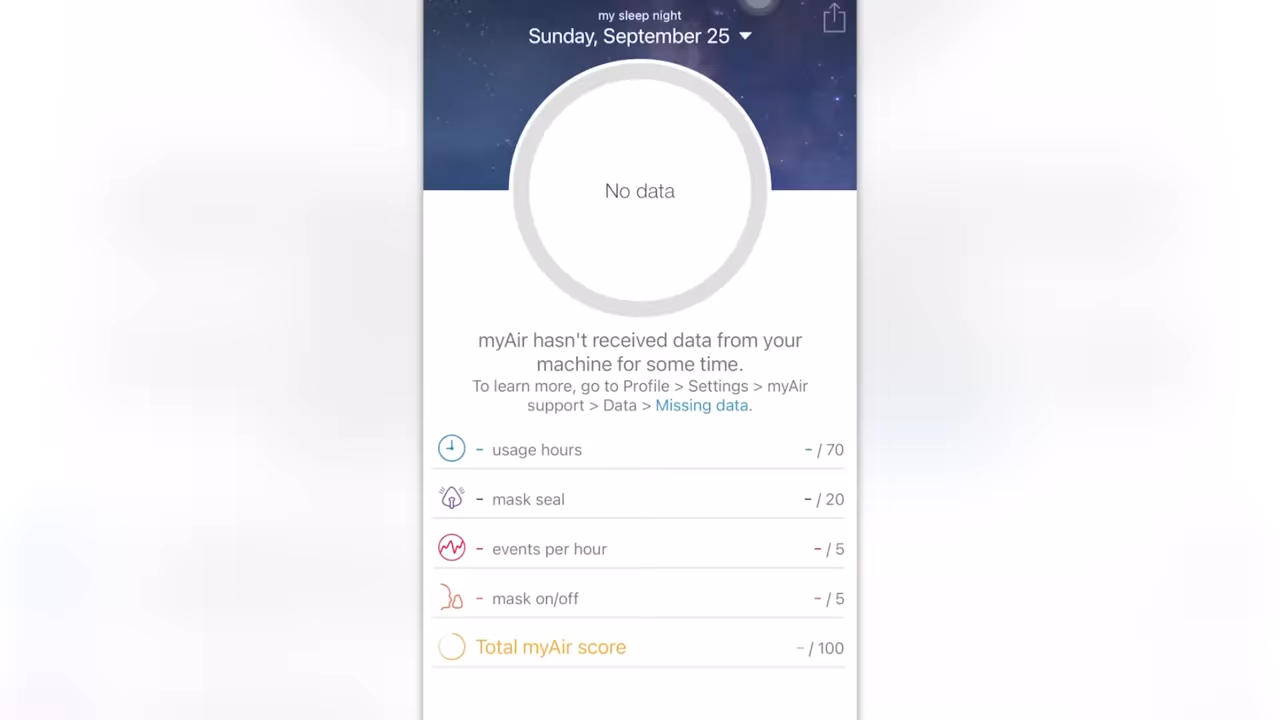 my sleep night
Sunday, September 25
No data
myAir hasn't received data from your
machine for some time.
To learn more, go to Profile > Settings > myAir
support > Data > Missing data.
- usage hours - / 70
- mask seal - / 20
- events per hour - / 5
- mask on/off - / 5
Total myAir score - / 100